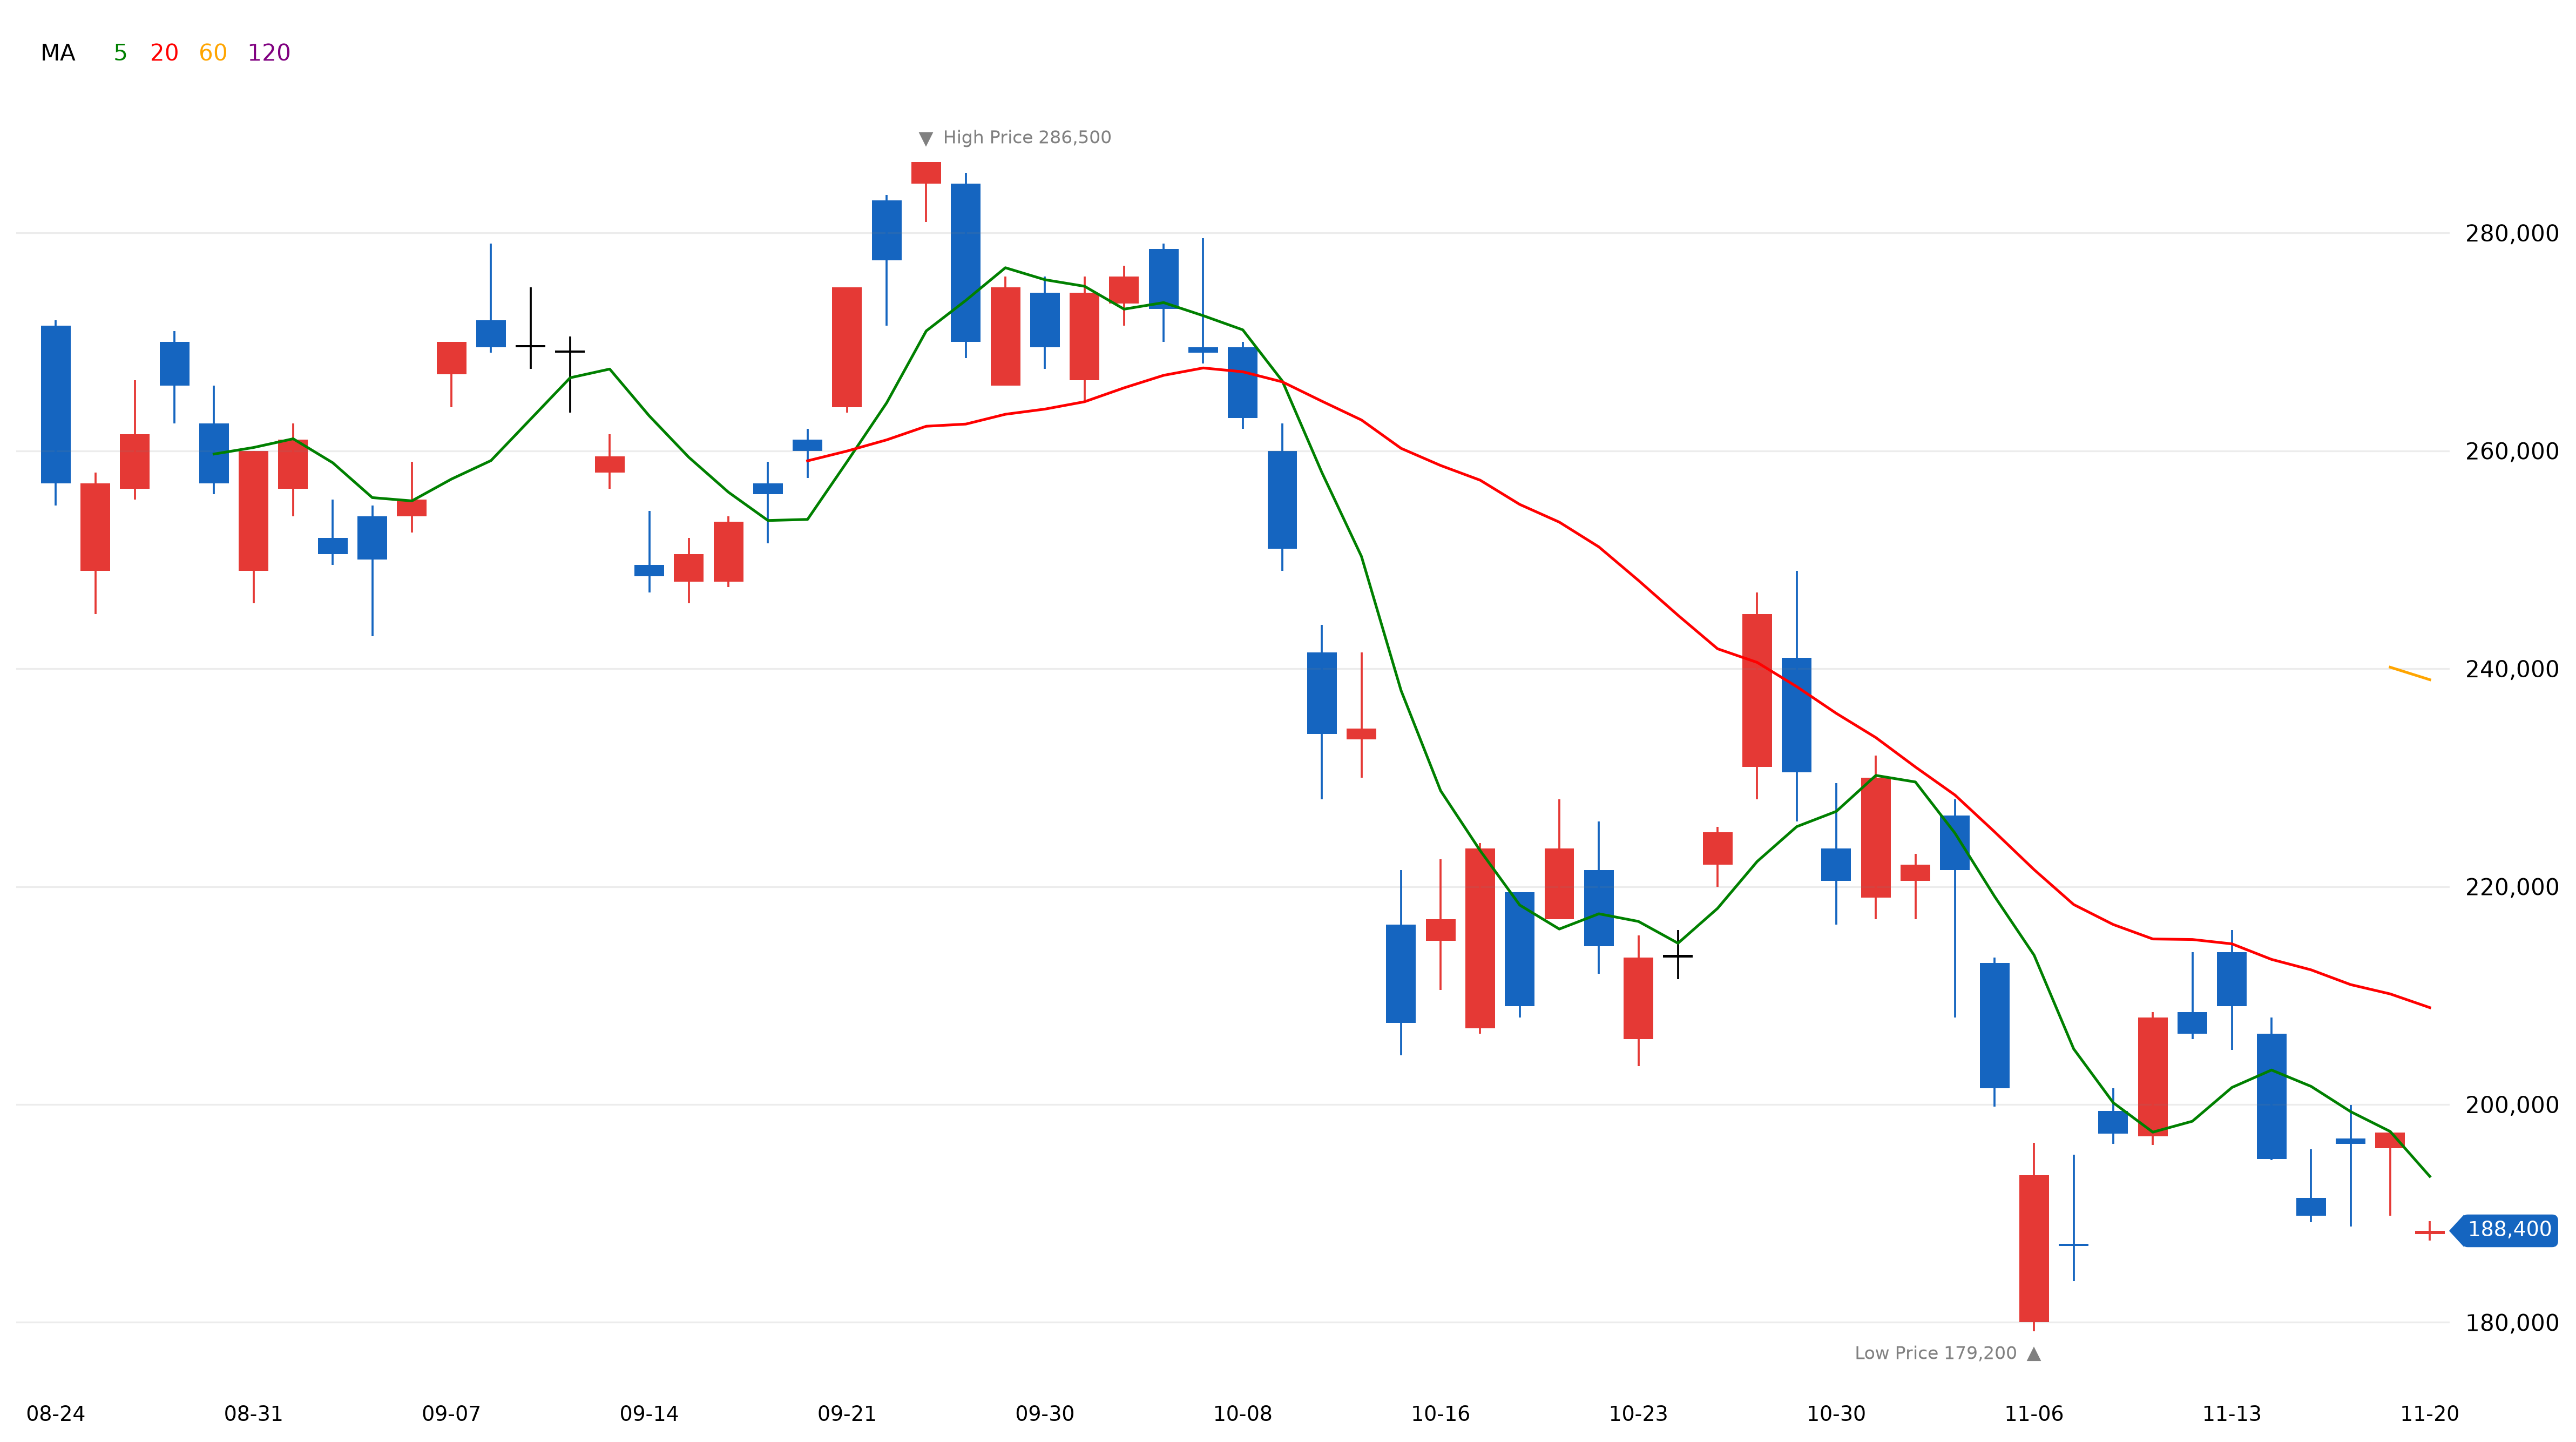 MA 5 20 60 120
▼ High Price 286,500
280,000
260,000
240,000
220,000
200,000
188,400
180,000
Low Price 179,200 ▲
08-24 08-31 09-07 09-14 09-21 09-30 10-08 10-16 10-23 10-30 11-06 11-13 11-20